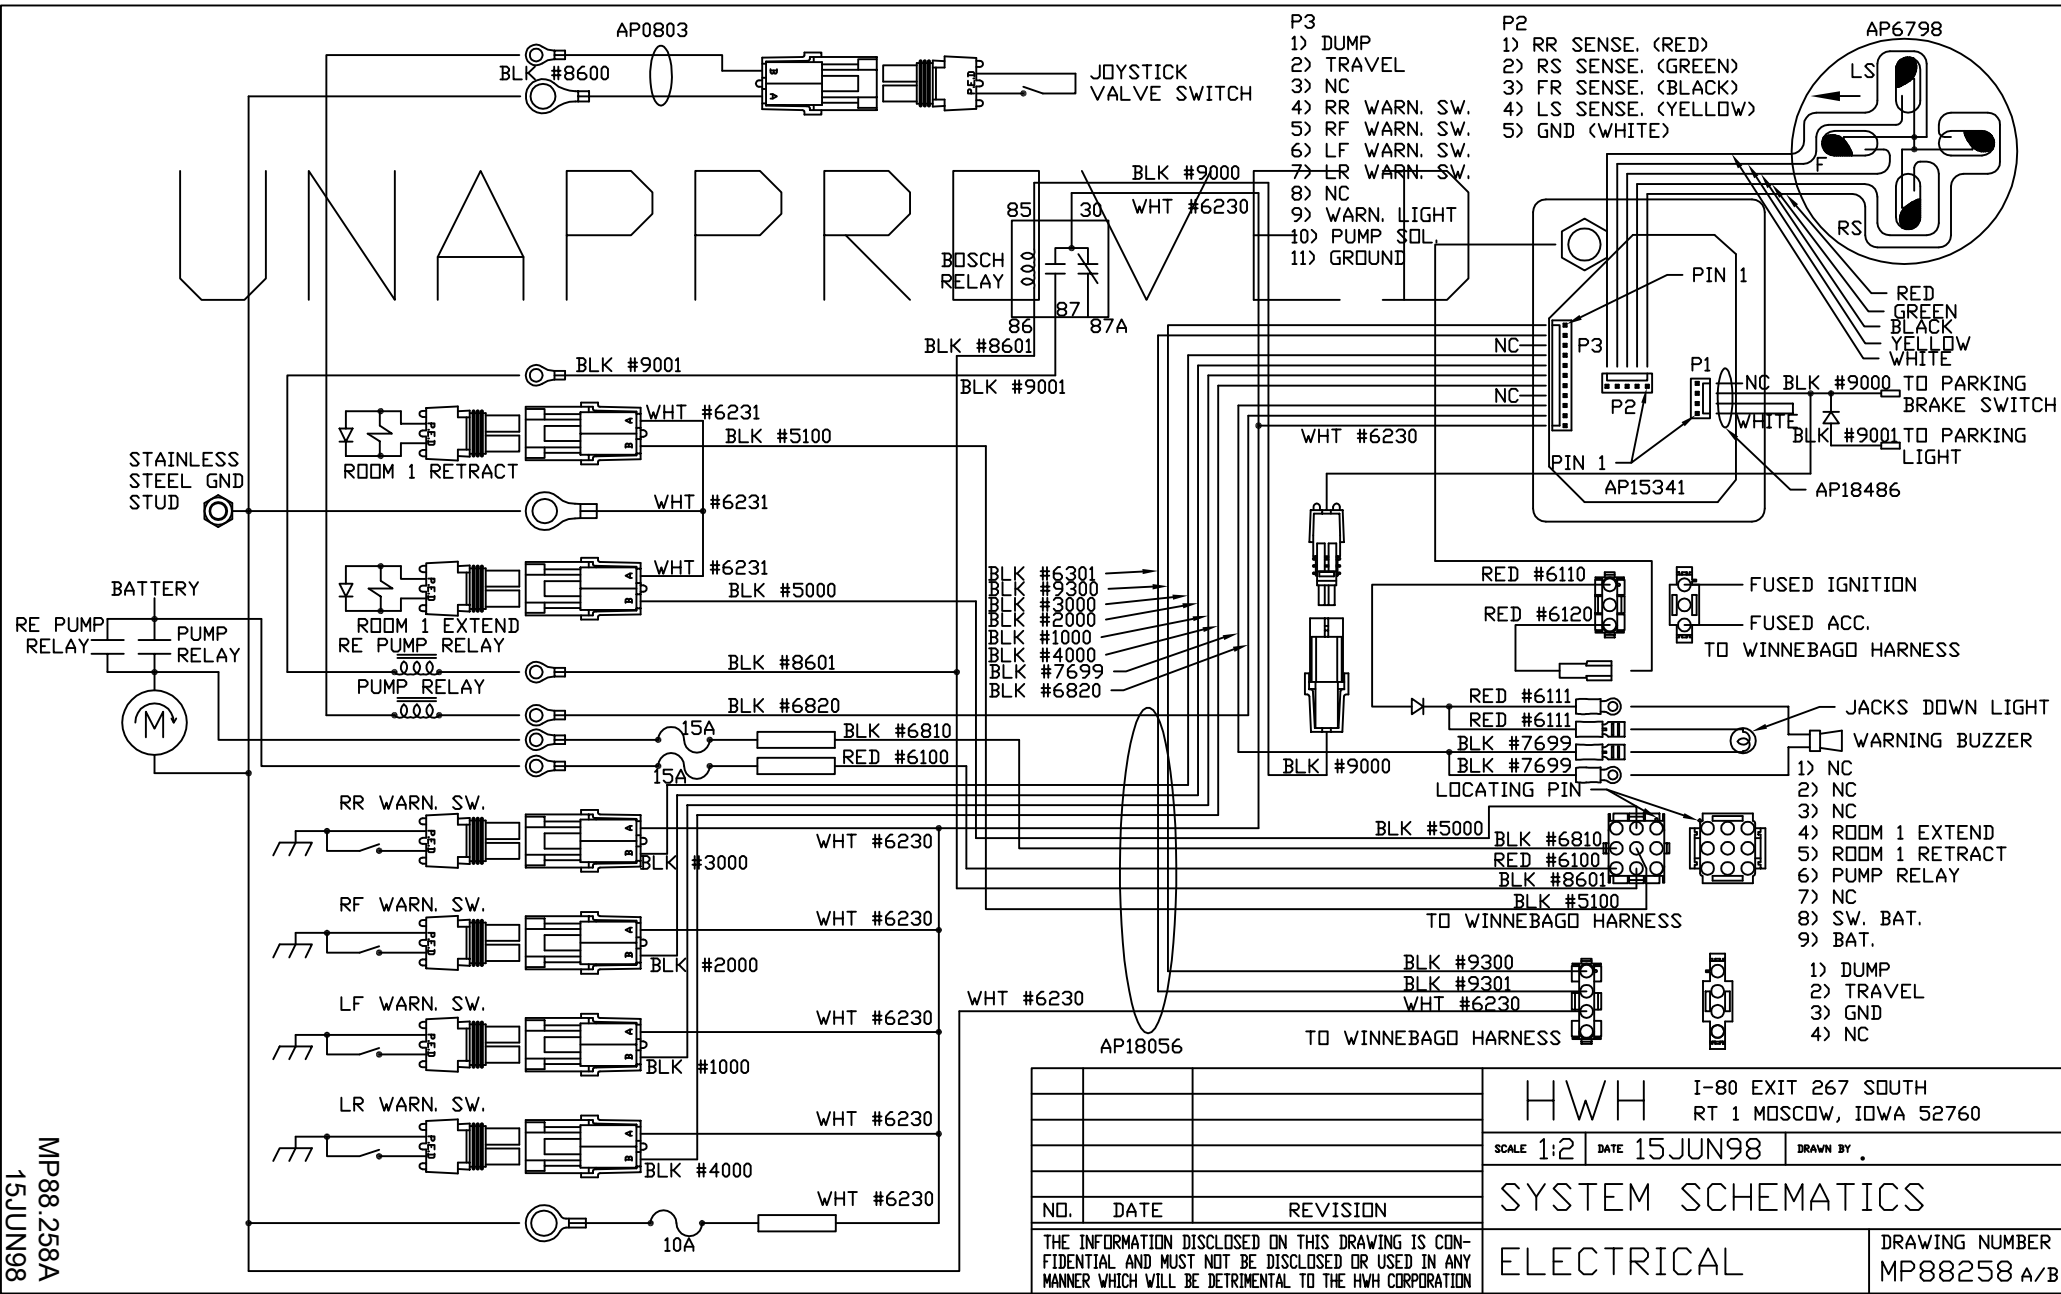 AP0803
BLK #8600
JOYSTICK
VALVE SWITCH
P3
1) DUMP
2) TRAVEL
3) NC
4) RR WARN. SW.
5) RF WARN. SW.
6) LF WARN. SW.
7) LR WARN. SW.
8) NC
9) WARN. LIGHT
10) PUMP SOL.
11) GROUND
P2
1) RR SENSE. (RED)
2) RS SENSE. (GREEN)
3) FR SENSE. (BLACK)
4) LS SENSE. (YELLOW)
5) GND (WHITE)
AP6798
LS
F
RS
RED
GREEN
BLACK
YELLOW
WHITE
UNAPPROVED
BLK #9000
WHT #6230
85
30
BOSCH
RELAY
87
86
87A
BLK #8601
BLK #9001
BLK #9001
PIN 1
NC
P3
NC
P2
P1
NC
BLK #9000
TO PARKING
BRAKE SWITCH
WHITE
BLK #9001
TO PARKING
LIGHT
WHT #6230
PIN 1
AP15341
AP18486
WHT #6231
BLK #5100
P.E.D
A
B
ROOM 1 RETRACT
STAINLESS
STEEL GND
STUD
WHT #6231
WHT #6231
BLK #5000
ROOM 1 EXTEND
BATTERY
RE PUMP
RELAY
PUMP
RELAY
RE PUMP RELAY
BLK #8601
PUMP RELAY
BLK #6820
M
15A
BLK #6810
15A
RED #6100
BLK #6301
BLK #9300
BLK #3000
BLK #2000
BLK #1000
BLK #4000
BLK #7699
BLK #6820
RED #6110
RED #6120
FUSED IGNITION
FUSED ACC.
TO WINNEBAGO HARNESS
RED #6111
RED #6111
BLK #7699
BLK #7699
JACKS DOWN LIGHT
WARNING BUZZER
BLK #9000
LOCATING PIN
1) NC
2) NC
3) NC
4) ROOM 1 EXTEND
5) ROOM 1 RETRACT
6) PUMP RELAY
7) NC
8) SW. BAT.
9) BAT.
BLK #5000
BLK #6810
RED #6100
BLK #8601
BLK #5100
TO WINNEBAGO HARNESS
RR WARN. SW.
WHT #6230
BLK #3000
RF WARN. SW.
WHT #6230
BLK #2000
LF WARN. SW.
WHT #6230
BLK #1000
LR WARN. SW.
WHT #6230
BLK #4000
WHT #6230
10A
WHT #6230
AP18056
BLK #9300
BLK #9301
WHT #6230
TO WINNEBAGO HARNESS
1) DUMP
2) TRAVEL
3) GND
4) NC
MP88.258A
15JUN98
NO. DATE REVISION
THE INFORMATION DISCLOSED ON THIS DRAWING IS CON-
FIDENTIAL AND MUST NOT BE DISCLOSED OR USED IN ANY
MANNER WHICH WILL BE DETRIMENTAL TO THE HWH CORPORATION
HWH
I-80 EXIT 267 SOUTH
RT 1 MOSCOW, IOWA 52760
SCALE 1:2 DATE 15JUN98 DRAWN BY .
SYSTEM SCHEMATICS
ELECTRICAL
DRAWING NUMBER
MP88258 A/B